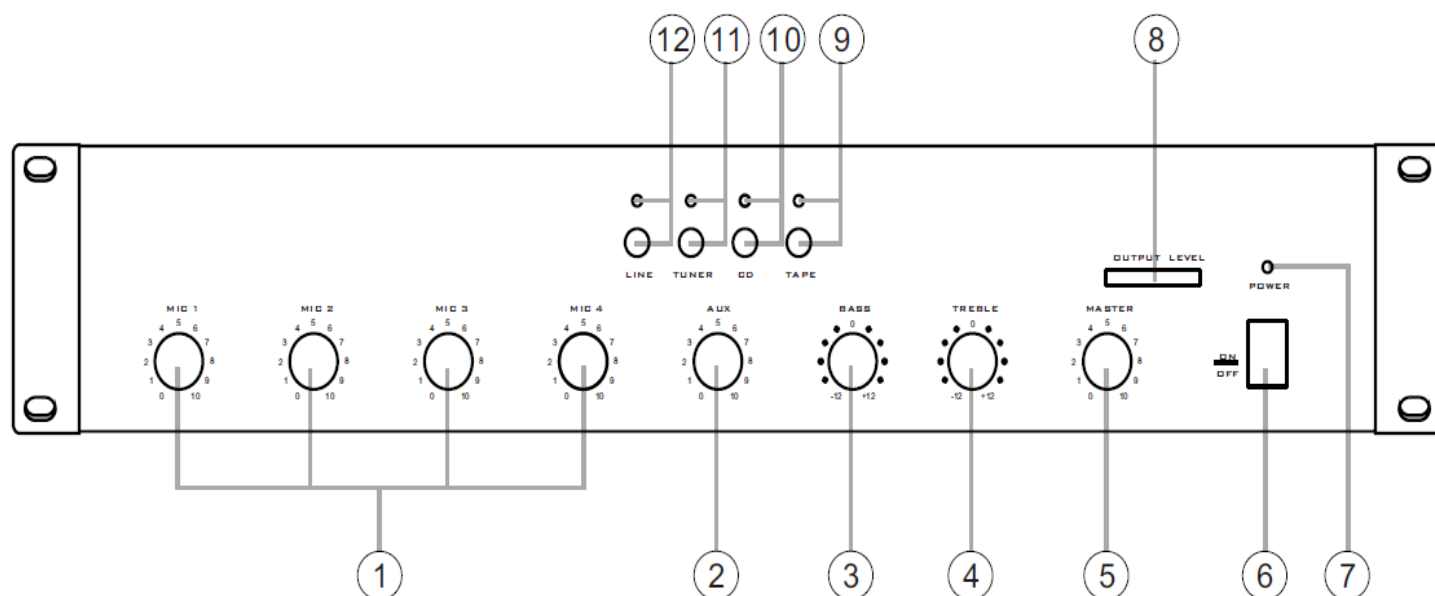 12 11 10 9 8
LINE TUNER CD TAPE
OUTPUT LEVEL
POWER
MIC 1 MIC 2 MIC 3 MIC 4 AUX BASS TREBLE MASTER
0 1 2 3 4 5 6 7 8 9 10
0 1 2 3 4 5 6 7 8 9 10
0 1 2 3 4 5 6 7 8 9 10
0 1 2 3 4 5 6 7 8 9 10
0 1 2 3 4 5 6 7 8 9 10
-12 0 +12
-12 0 +12
0 1 2 3 4 5 6 7 8 9 10
ON
OFF
1 2 3 4 5 6 7